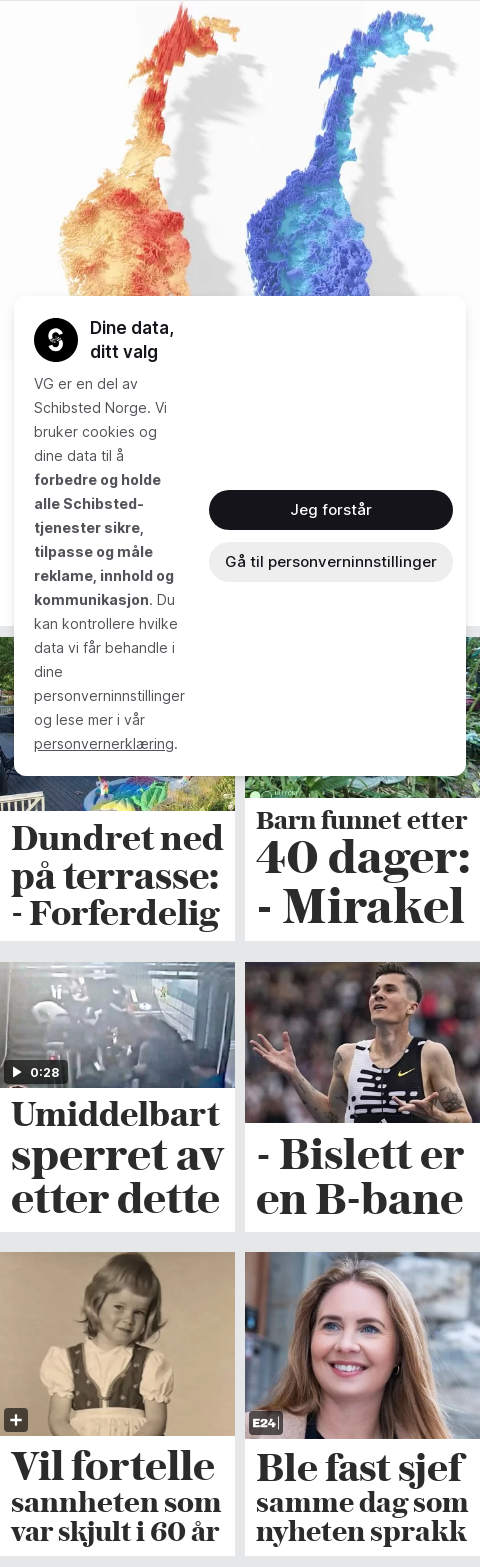 Dine data,
ditt valg
VG er en del av
Schibsted Norge. Vi
bruker cookies og
dine data til å
forbedre og holde
alle Schibsted-
tjenester sikre,
tilpasse og måle
reklame, innhold og
kommunikasjon. Du
kan kontrollere hvilke
data vi får behandle i
dine
personverninnstillinger
og lese mer i vår
personvernerklæring.
Jeg forstår
Gå til personverninnstillinger
Dundret ned
på terrasse:
- Forferdelig
Barn funnet etter
40 dager:
- Mirakel
0:28
Umiddelbart
sperret av
etter dette
- Bislett er
en B-bane
Vil fortelle
sannheten som
var skjult i 60 år
E24
Ble fast sjef
samme dag som
nyheten sprakk